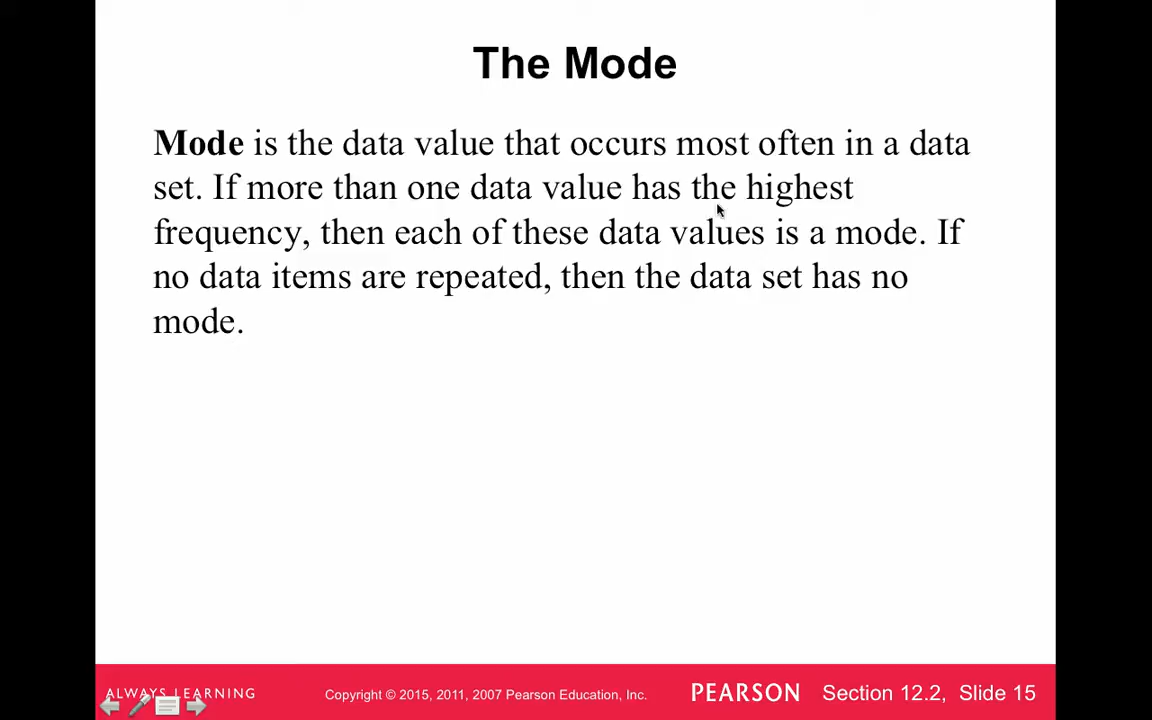 The Mode
Mode is the data value that occurs most often in a data
set. If more than one data value has the highest
frequency, then each of these data values is a mode. If
no data items are repeated, then the data set has no
mode.
ALWAYS LEARNING
Copyright © 2015, 2011, 2007 Pearson Education, Inc.
PEARSON
Section 12.2, Slide 15